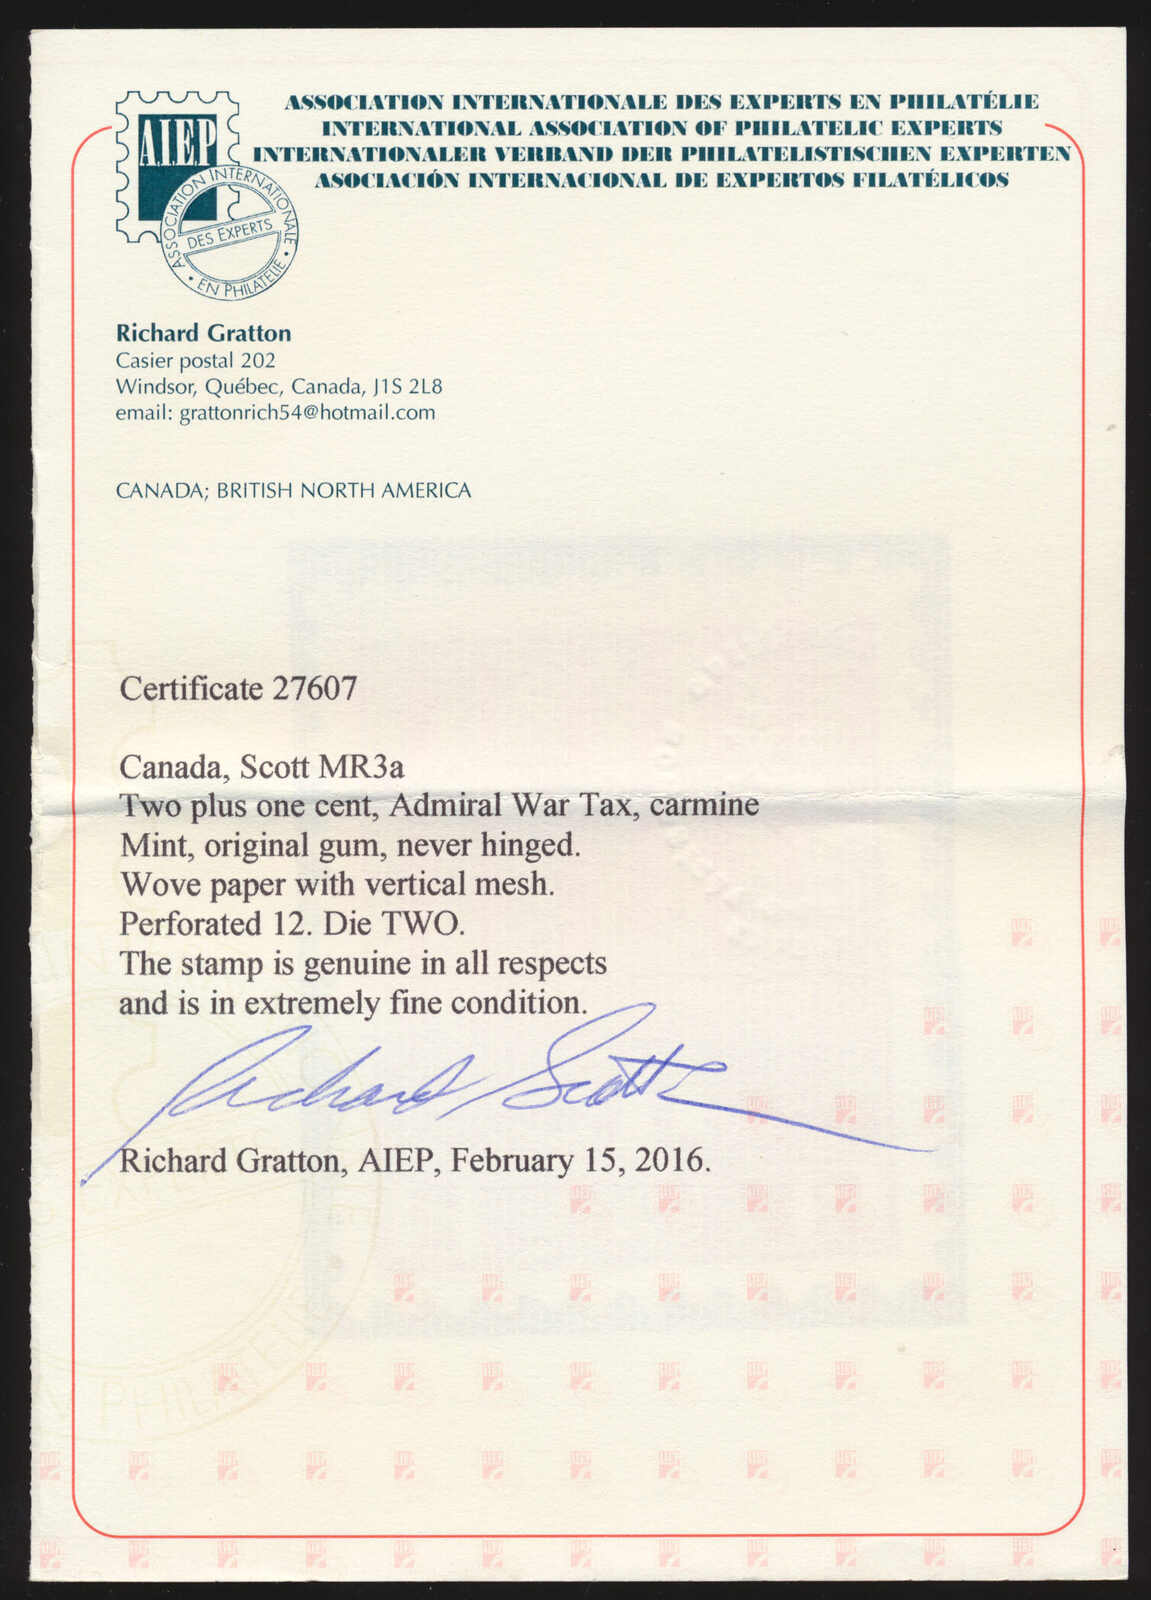 ASSOCIATION INTERNATIONALE DES EXPERTS EN PHILATÉLIE
INTERNATIONAL ASSOCIATION OF PHILATELIC EXPERTS
INTERNATIONALER VERBAND DER PHILATELISTISCHEN EXPERTEN
ASOCIACIÓN INTERNACIONAL DE EXPERTOS FILATÉLICOS
A.I.E.P
ASSOCIATION INTERNATIONALE
DES EXPERTS
• EN PHILATELIE •
Richard Gratton
Casier postal 202
Windsor, Québec, Canada, J1S 2L8
email: grattonrich54@hotmail.com
CANADA; BRITISH NORTH AMERICA
Certificate 27607
Canada, Scott MR3a
Two plus one cent, Admiral War Tax, carmine
Mint, original gum, never hinged.
Wove paper with vertical mesh.
Perforated 12. Die TWO.
The stamp is genuine in all respects
and is in extremely fine condition.
Richard Gratton, AIEP, February 15, 2016.